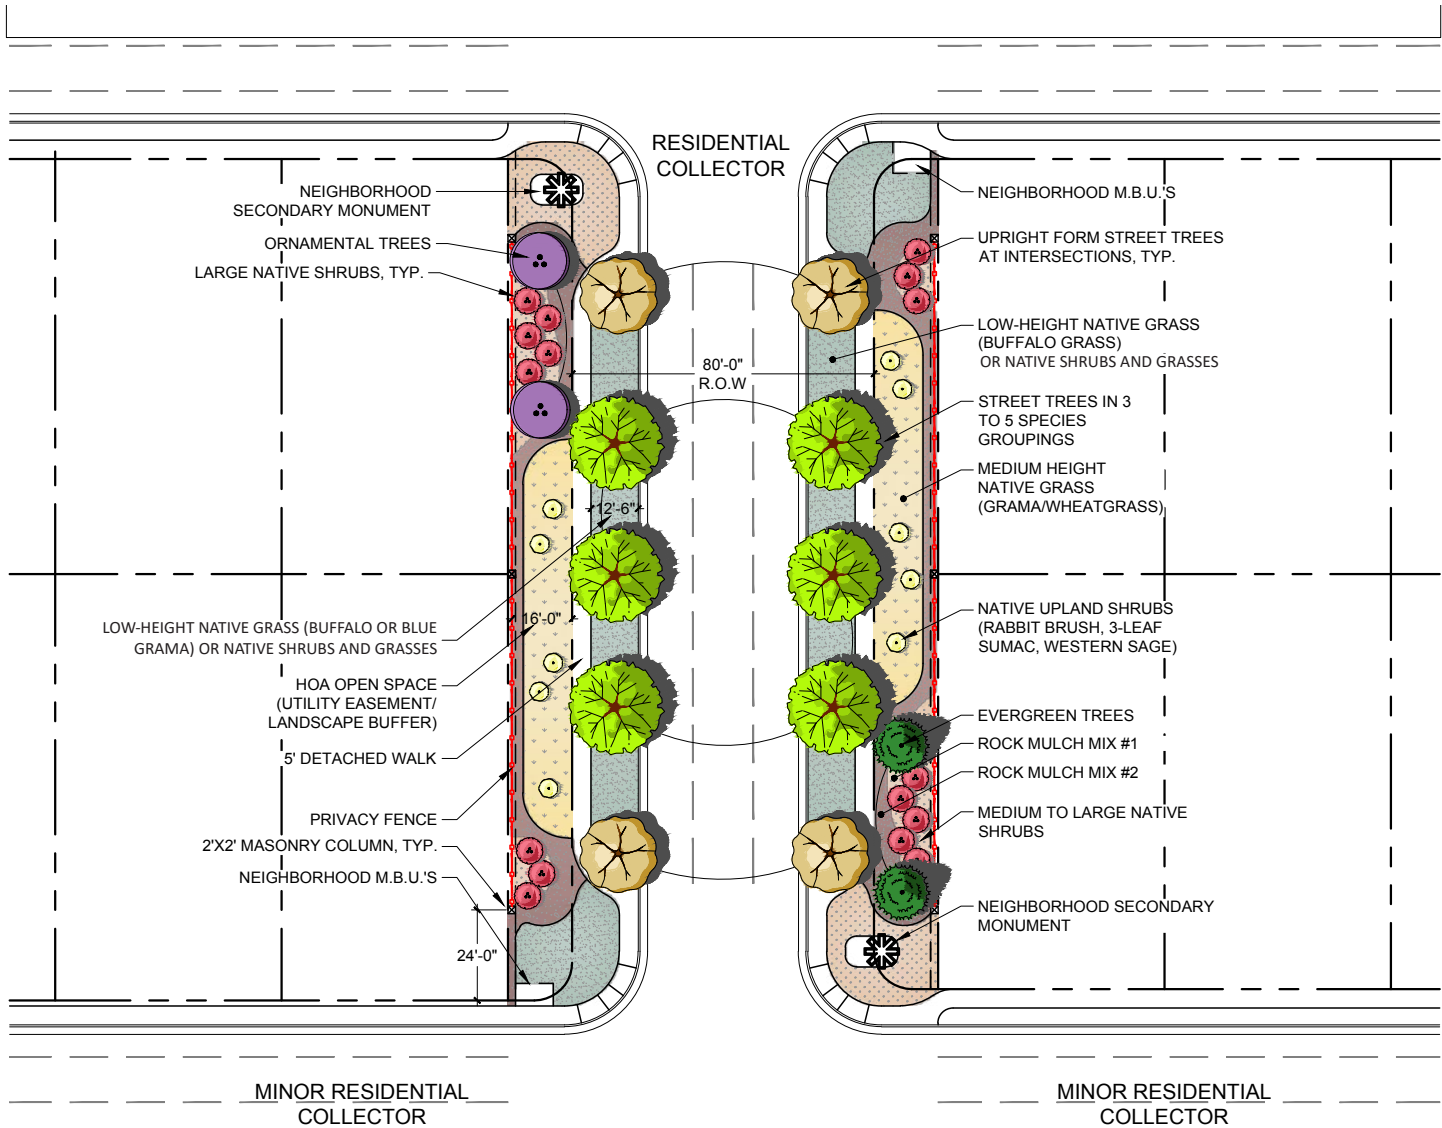 RESIDENTIAL
COLLECTOR
NEIGHBORHOOD
SECONDARY MONUMENT
ORNAMENTAL TREES
LARGE NATIVE SHRUBS, TYP.
NEIGHBORHOOD M.B.U.'S
UPRIGHT FORM STREET TREES
AT INTERSECTIONS, TYP.
LOW-HEIGHT NATIVE GRASS
(BUFFALO GRASS)
OR NATIVE SHRUBS AND GRASSES
80'-0"
R.O.W
STREET TREES IN 3
TO 5 SPECIES
GROUPINGS
MEDIUM HEIGHT
NATIVE GRASS
(GRAMA/WHEATGRASS)
12'-6"
16'-0"
LOW-HEIGHT NATIVE GRASS (BUFFALO OR BLUE
GRAMA) OR NATIVE SHRUBS AND GRASSES
HOA OPEN SPACE
(UTILITY EASEMENT/
LANDSCAPE BUFFER)
5' DETACHED WALK
PRIVACY FENCE
2'X2' MASONRY COLUMN, TYP.
NEIGHBORHOOD M.B.U.'S
24'-0"
NATIVE UPLAND SHRUBS
(RABBIT BRUSH, 3-LEAF
SUMAC, WESTERN SAGE)
EVERGREEN TREES
ROCK MULCH MIX #1
ROCK MULCH MIX #2
MEDIUM TO LARGE NATIVE
SHRUBS
NEIGHBORHOOD SECONDARY
MONUMENT
MINOR RESIDENTIAL
COLLECTOR
MINOR RESIDENTIAL
COLLECTOR